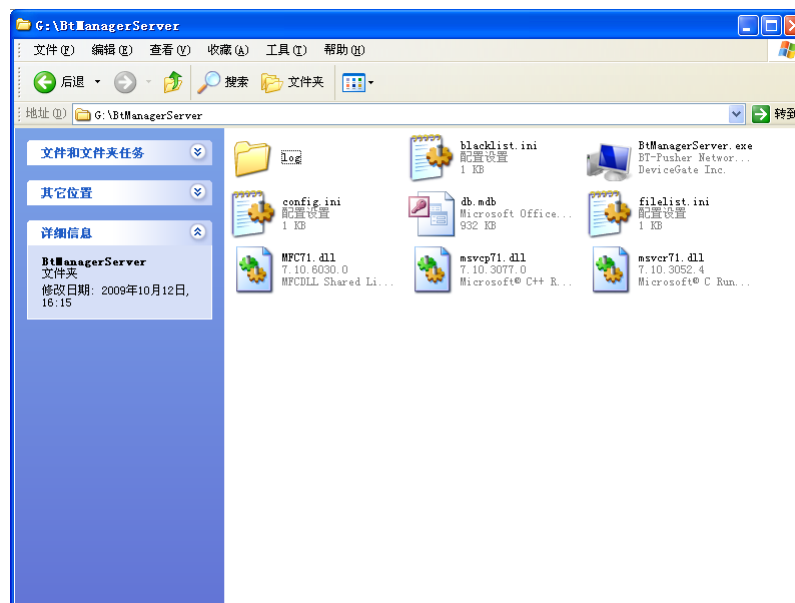 G:\BtManagerServer
文件(F) 编辑(E) 查看(V) 收藏(A) 工具(T) 帮助(H)
后退 搜索 文件夹
地址(D) G:\BtManagerServer 转到
文件和文件夹任务
其它位置
详细信息
BtManagerServer
文件夹
修改日期: 2009年10月12日,
16:15
log
blacklist.ini
配置设置
1 KB
BtManagerServer.exe
BT-Pusher Networ...
DeviceGate Inc.
config.ini
配置设置
1 KB
db.mdb
Microsoft Office...
932 KB
filelist.ini
配置设置
1 KB
MFC71.dll
7.10.6030.0
MFCDLL Shared Li...
msvcp71.dll
7.10.3077.0
Microsoft® C++ R...
msvcr71.dll
7.10.3052.4
Microsoft® C Run...